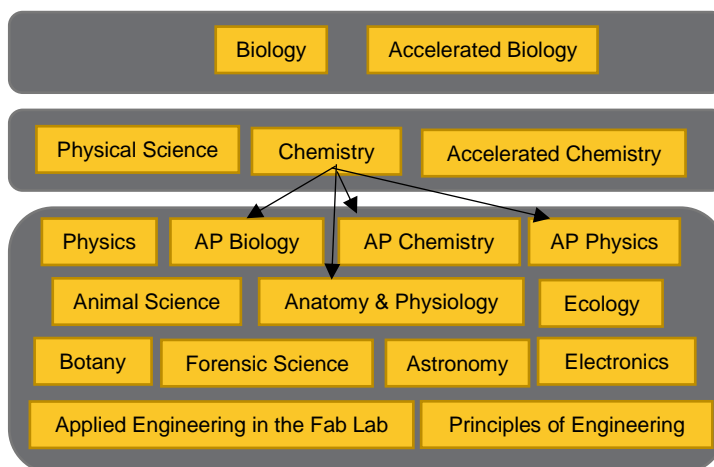 Biology
Accelerated Biology
Physical Science
Chemistry
Accelerated Chemistry
Physics
AP Biology
AP Chemistry
AP Physics
Animal Science
Anatomy & Physiology
Ecology
Botany
Forensic Science
Astronomy
Electronics
Applied Engineering in the Fab Lab
Principles of Engineering